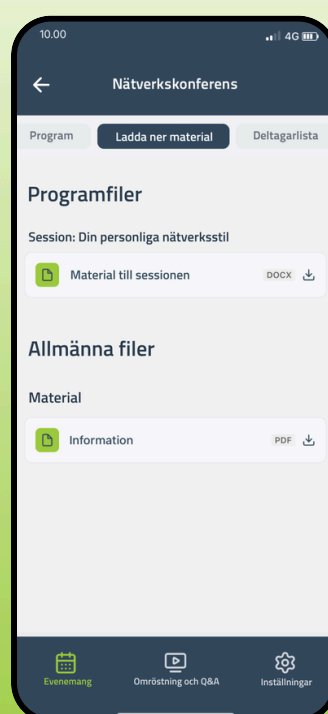 10.00
4G
Nätverkskonferens
Program
Ladda ner material
Deltagarlista
Programfiler
Session: Din personliga nätverksstil
Material till sessionen
DOCX
Allmänna filer
Material
Information
PDF
Evenemang
Omröstning och Q&A
Inställningar